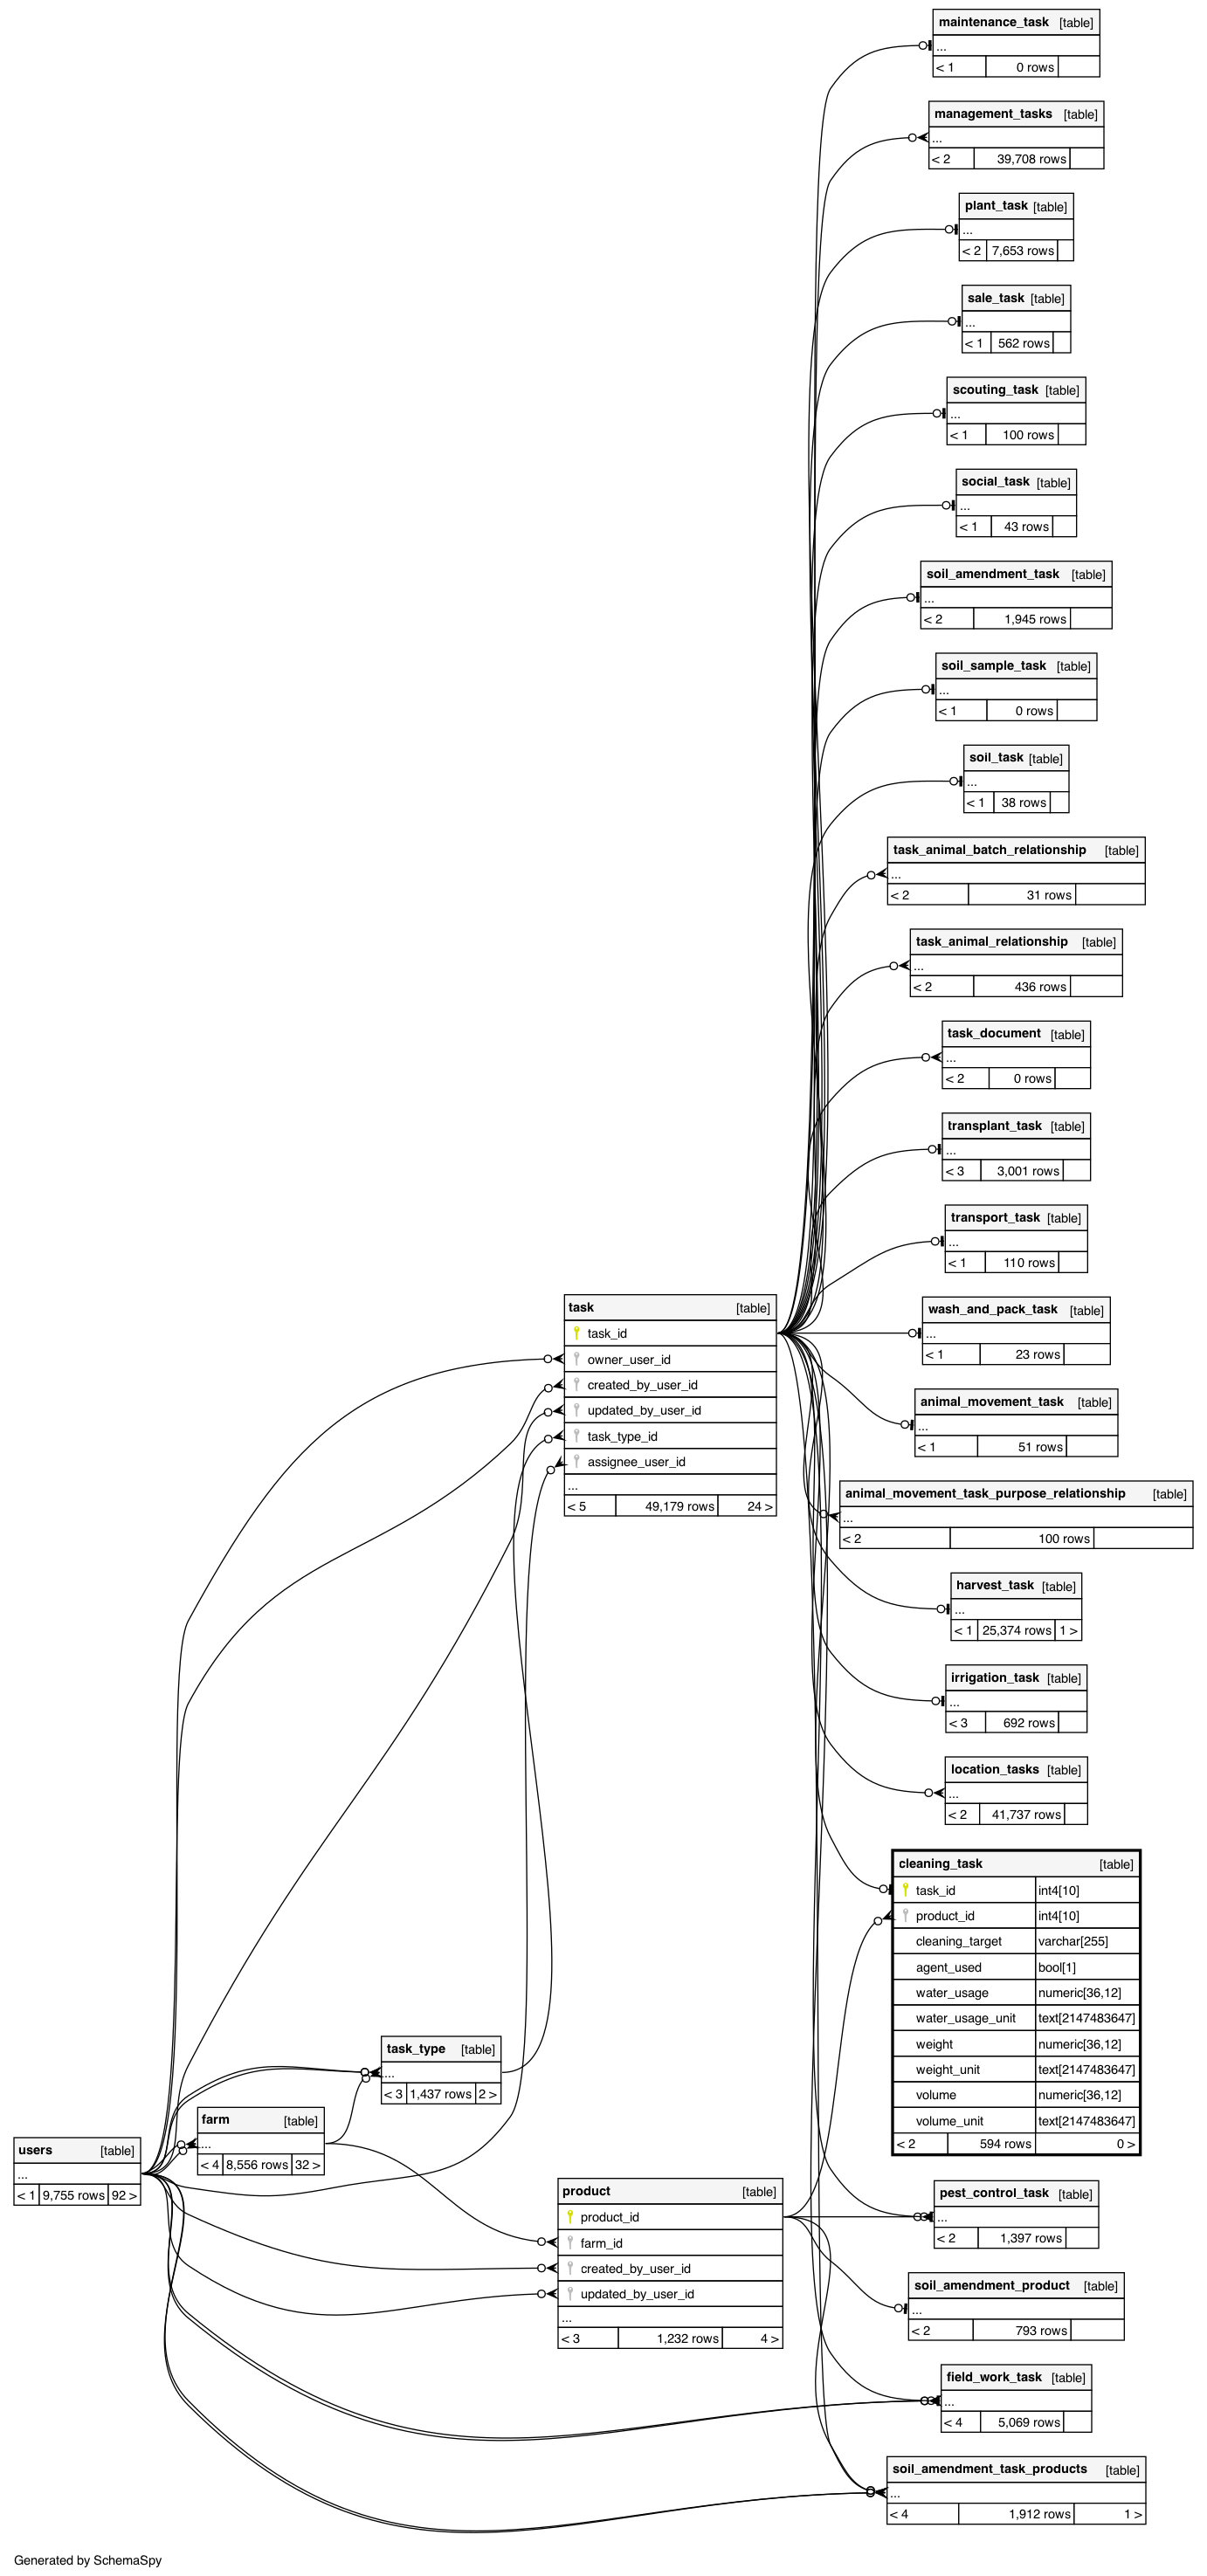 maintenance_task [table]
...
< 1 0 rows
management_tasks [table]
...
< 2 39,708 rows
plant_task [table]
...
< 2 7,653 rows
sale_task [table]
...
< 1 562 rows
scouting_task [table]
...
< 1 100 rows
social_task [table]
...
< 1 43 rows
soil_amendment_task [table]
...
< 2 1,945 rows
soil_sample_task [table]
...
< 1 0 rows
soil_task [table]
...
< 1 38 rows
task_animal_batch_relationship [table]
...
< 2 31 rows
task_animal_relationship [table]
...
< 2 436 rows
task_document [table]
...
< 2 0 rows
transplant_task [table]
...
< 3 3,001 rows
transport_task [table]
...
< 1 110 rows
wash_and_pack_task [table]
...
< 1 23 rows
animal_movement_task [table]
...
< 1 51 rows
animal_movement_task_purpose_relationship [table]
...
< 2 100 rows
harvest_task [table]
...
< 1 25,374 rows 1 >
irrigation_task [table]
...
< 3 692 rows
location_tasks [table]
...
< 2 41,737 rows
task [table]
task_id
owner_user_id
created_by_user_id
updated_by_user_id
task_type_id
assignee_user_id
...
< 5 49,179 rows 24 >
cleaning_task [table]
task_id int4[10]
product_id int4[10]
cleaning_target varchar[255]
agent_used bool[1]
water_usage numeric[36,12]
water_usage_unit text[2147483647]
weight numeric[36,12]
weight_unit text[2147483647]
volume numeric[36,12]
volume_unit text[2147483647]
< 2 594 rows 0 >
task_type [table]
...
< 3 1,437 rows 2 >
farm [table]
...
< 4 8,556 rows 32 >
users [table]
...
< 1 9,755 rows 92 >
product [table]
product_id
farm_id
created_by_user_id
updated_by_user_id
...
< 3 1,232 rows 4 >
pest_control_task [table]
...
< 2 1,397 rows
soil_amendment_product [table]
...
< 2 793 rows
field_work_task [table]
...
< 4 5,069 rows
soil_amendment_task_products [table]
...
< 4 1,912 rows 1 >
Generated by SchemaSpy